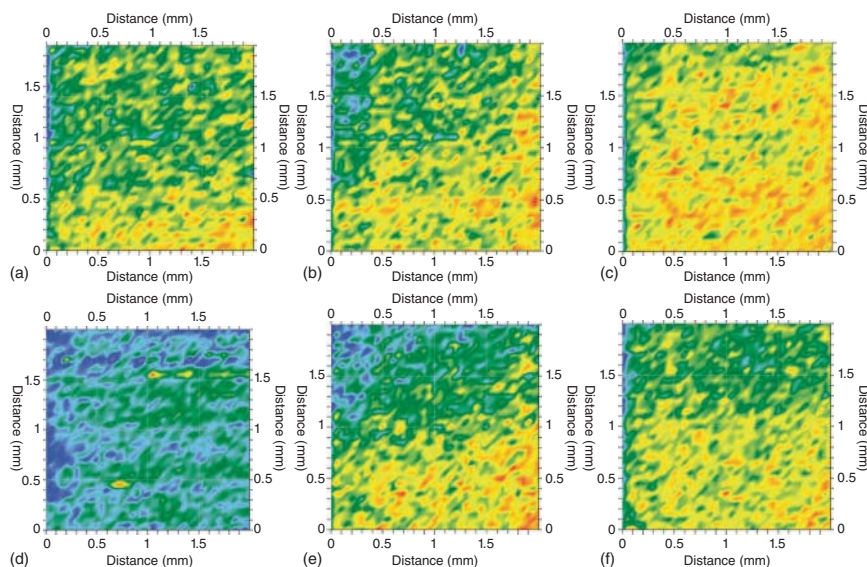 Distance (mm) Distance (mm) Distance (mm)
0 0.5 1 1.5 0 0.5 1 1.5 0 0.5 1 1.5
1.5 1.5 1.5
1.5 1.5 1.5
Distance (mm) Distance (mm) Distance (mm) Distance (mm) Distance (mm) Distance (mm)
1 1 1
1 1 1
0.5 0.5 0.5
0.5 0.5 0.5
0 0 0 0 0 0
0 0.5 1 1.5 0 0.5 1 1.5 0 0.5 1 1.5
(a) Distance (mm) (b) Distance (mm) (c) Distance (mm)
Distance (mm) Distance (mm) Distance (mm)
0 0.5 1 1.5 0 0.5 1 1.5 0 0.5 1 1.5
1.5 1.5 1.5 1.5 1.5 1.5
Distance (mm) Distance (mm) Distance (mm) Distance (mm) Distance (mm) Distance (mm)
1 1 1 1 1 1
0.5 0.5 0.5 0.5 0.5 0.5
0 0 0 0 0 0
0 0.5 1 1.5 0 0.5 1 1.5 0 0.5 1 1.5
(d) Distance (mm) (e) Distance (mm) (f) Distance (mm)